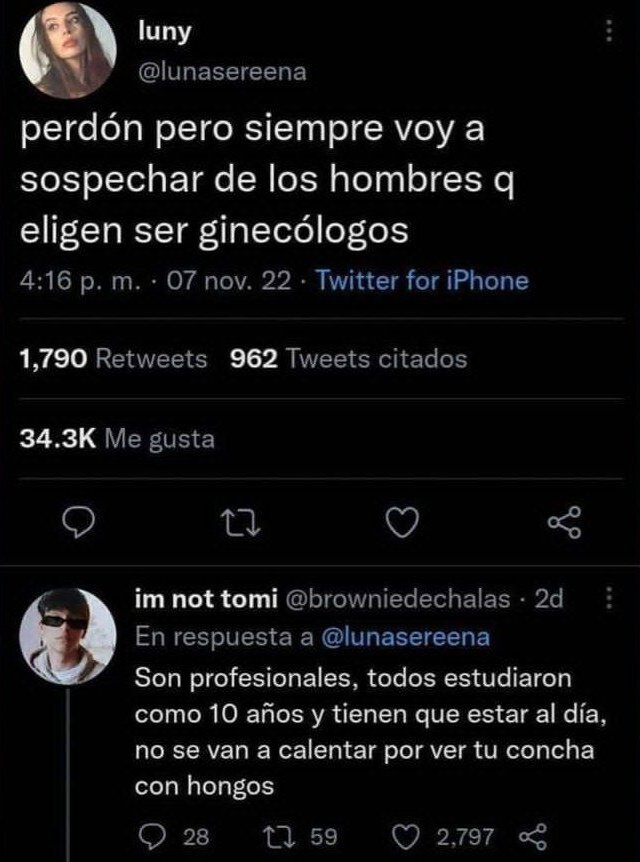 luny
@lunasereena
perdón pero siempre voy a
sospechar de los hombres q
eligen ser ginecólogos
4:16 p. m. · 07 nov. 22 · Twitter for iPhone
1,790 Retweets 962 Tweets citados
34.3K Me gusta
im not tomi @browniedechalas · 2d
En respuesta a @lunasereena
Son profesionales, todos estudiaron
como 10 años y tienen que estar al día,
no se van a calentar por ver tu concha
con hongos
28 59 2,797